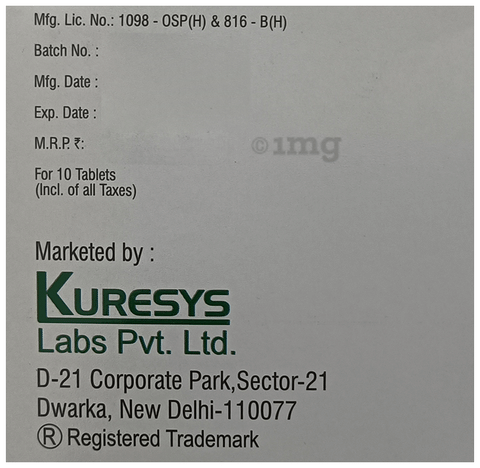 Mfg. Lic. No.: 1098 - OSP(H) & 816 - B(H)
Batch No. :
Mfg. Date :
Exp. Date :
M.R.P. ₹:
©1mg
For 10 Tablets
(Incl. of all Taxes)
Marketed by :
KURESYS
Labs Pvt. Ltd.
D-21 Corporate Park,Sector-21
Dwarka, New Delhi-110077
® Registered Trademark